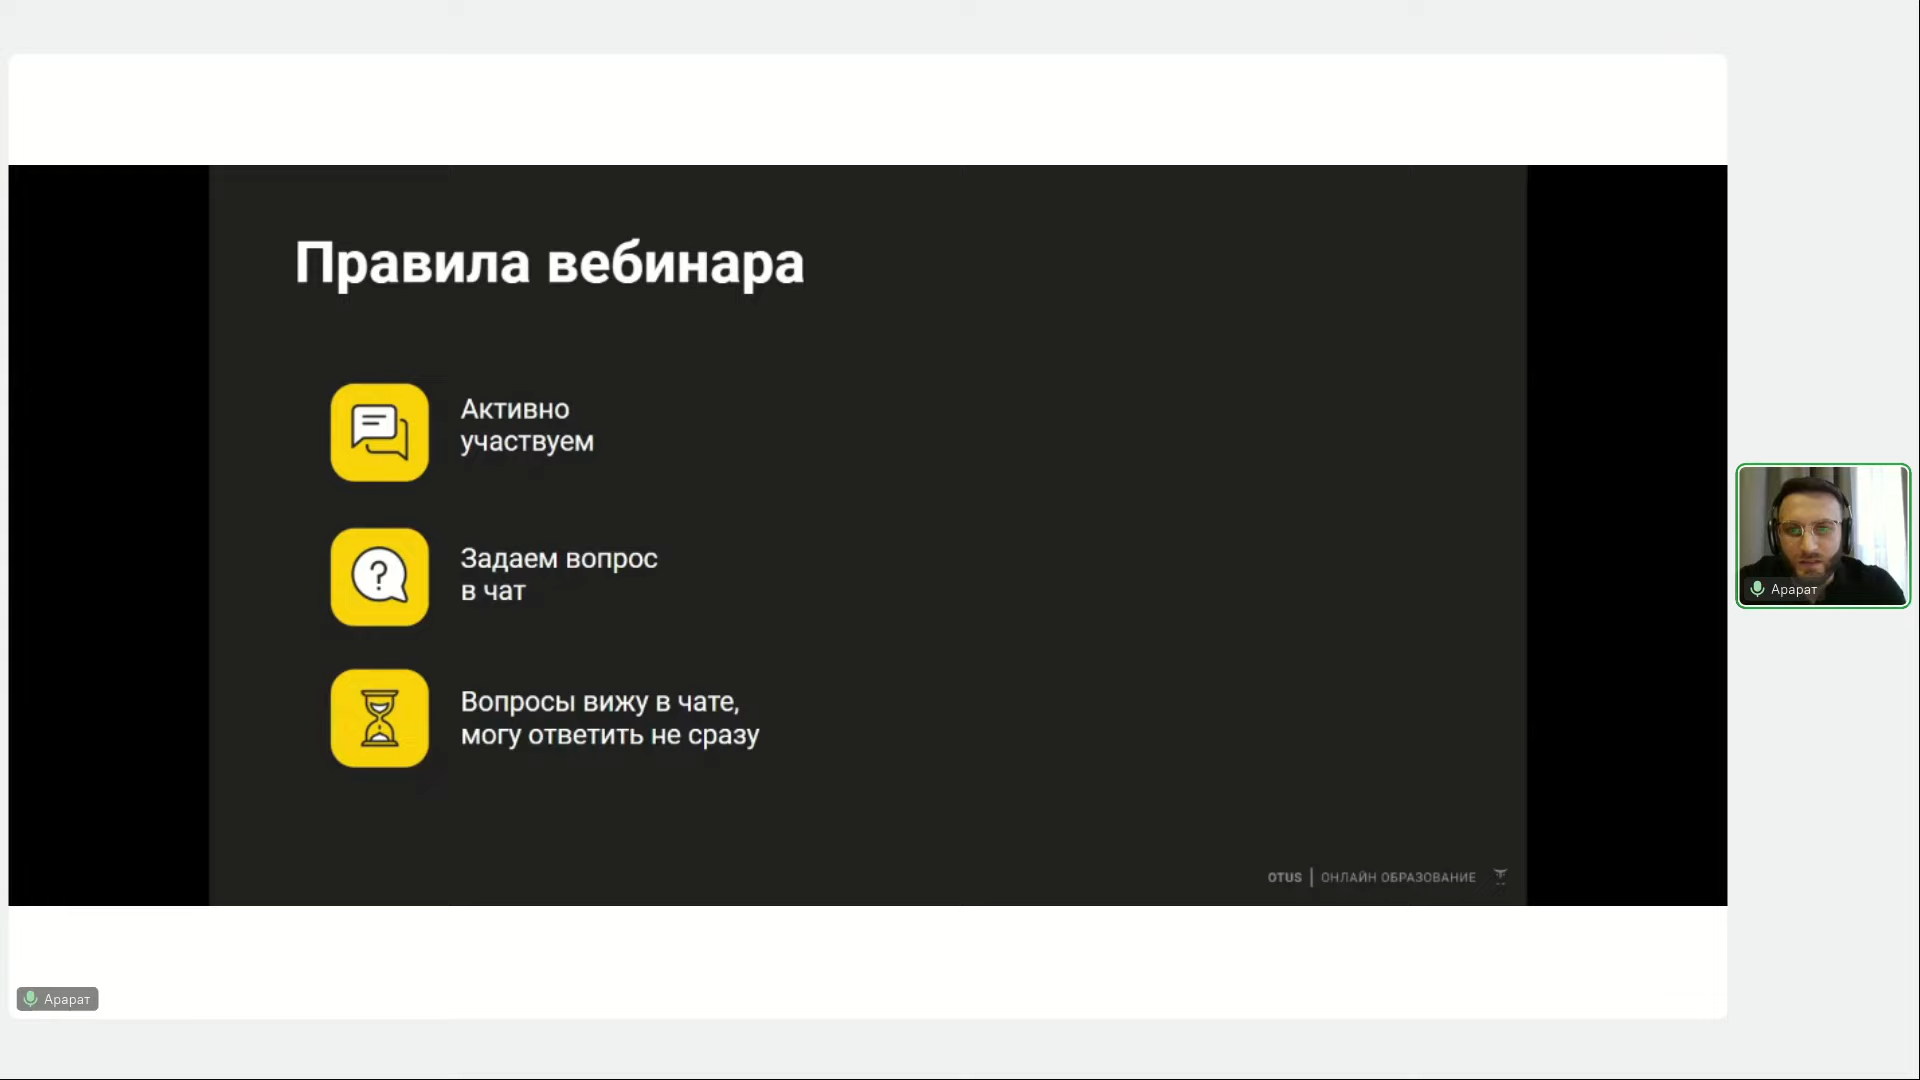 Правила вебинара
Активно
участвуем
?
Задаем вопрос
в чат
Вопросы вижу в чате,
могу ответить не сразу
OTUS | ОНЛАЙН ОБРАЗОВАНИЕ
Арарат
Арарат